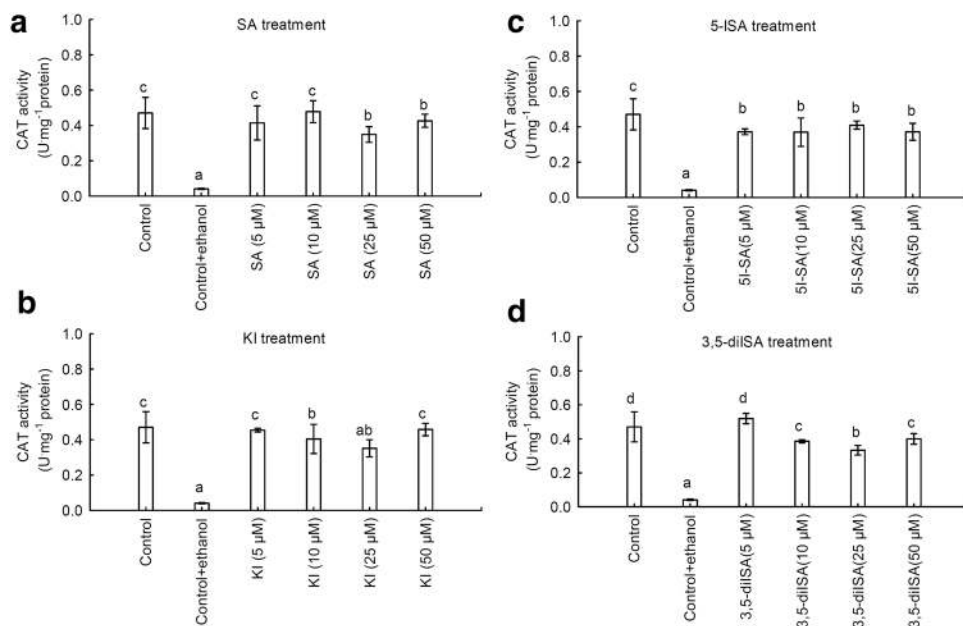 a
SA treatment
CAT activity
(U·mg⁻¹ protein)
1.0
0.8
0.6
0.4
0.2
0.0
c
a
c
c
b
b
Control
Control+ethanol
SA (5 µM)
SA (10 µM)
SA (25 µM)
SA (50 µM)
b
KI treatment
CAT activity
(U·mg⁻¹ protein)
1.0
0.8
0.6
0.4
0.2
0.0
c
a
c
b
ab
c
Control
Control+ethanol
KI (5 µM)
KI (10 µM)
KI (25 µM)
KI (50 µM)
c
5-ISA treatment
CAT activity
(U·mg⁻¹ protein)
1.0
0.8
0.6
0.4
0.2
0.0
c
a
b
b
b
b
Control
Control+ethanol
5I-SA(5 µM)
5I-SA(10 µM)
5I-SA(25 µM)
5I-SA(50 µM)
d
3,5-diISA treatment
CAT activity
(U·mg⁻¹ protein)
1.0
0.8
0.6
0.4
0.2
0.0
d
a
d
c
b
c
Control
Control+ethanol
3,5-diISA(5 µM)
3,5-diISA(10 µM)
3,5-diISA(25 µM)
3,5-diISA(50 µM)